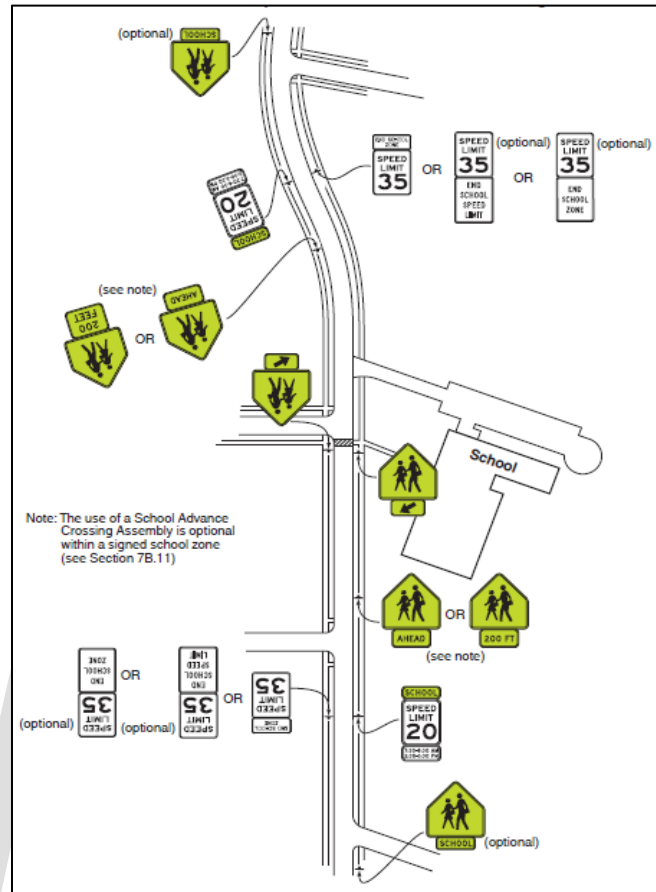 (optional)
SCHOOL
END SCHOOL
ZONE
SPEED
LIMIT
35
OR
SPEED
LIMIT
35
(optional)
END
SCHOOL
SPEED
LIMIT
OR
SPEED
LIMIT
35
(optional)
END
SCHOOL
ZONE
SPEED
LIMIT
20
SCHOOL
(see note)
200
FEET
OR
AHEAD
School
Note: The use of a School Advance
Crossing Assembly is optional
within a signed school zone
(see Section 7B.11)
AHEAD
OR
200 FT
(see note)
END
SCHOOL
ZONE
SPEED
LIMIT
35
(optional)
OR
END
SCHOOL
SPEED
LIMIT
SPEED
LIMIT
35
(optional)
OR
END SCHOOL
ZONE
SPEED
LIMIT
35
SCHOOL
SPEED
LIMIT
20
SCHOOL
(optional)